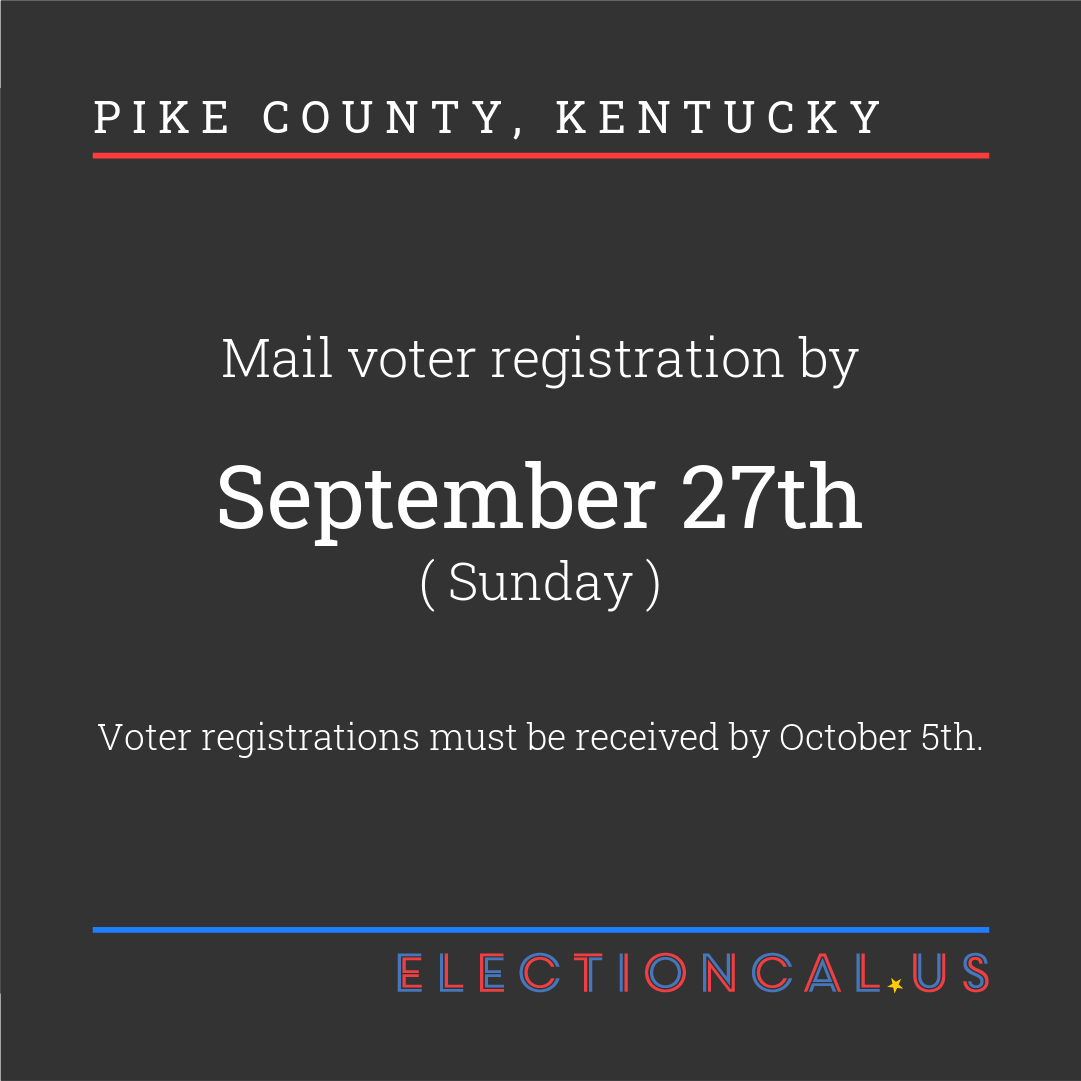 PIKE COUNTY, KENTUCKY
Mail voter registration by
September 27th
( Sunday )
Voter registrations must be received by October 5th.
ELECTIONCAL.US